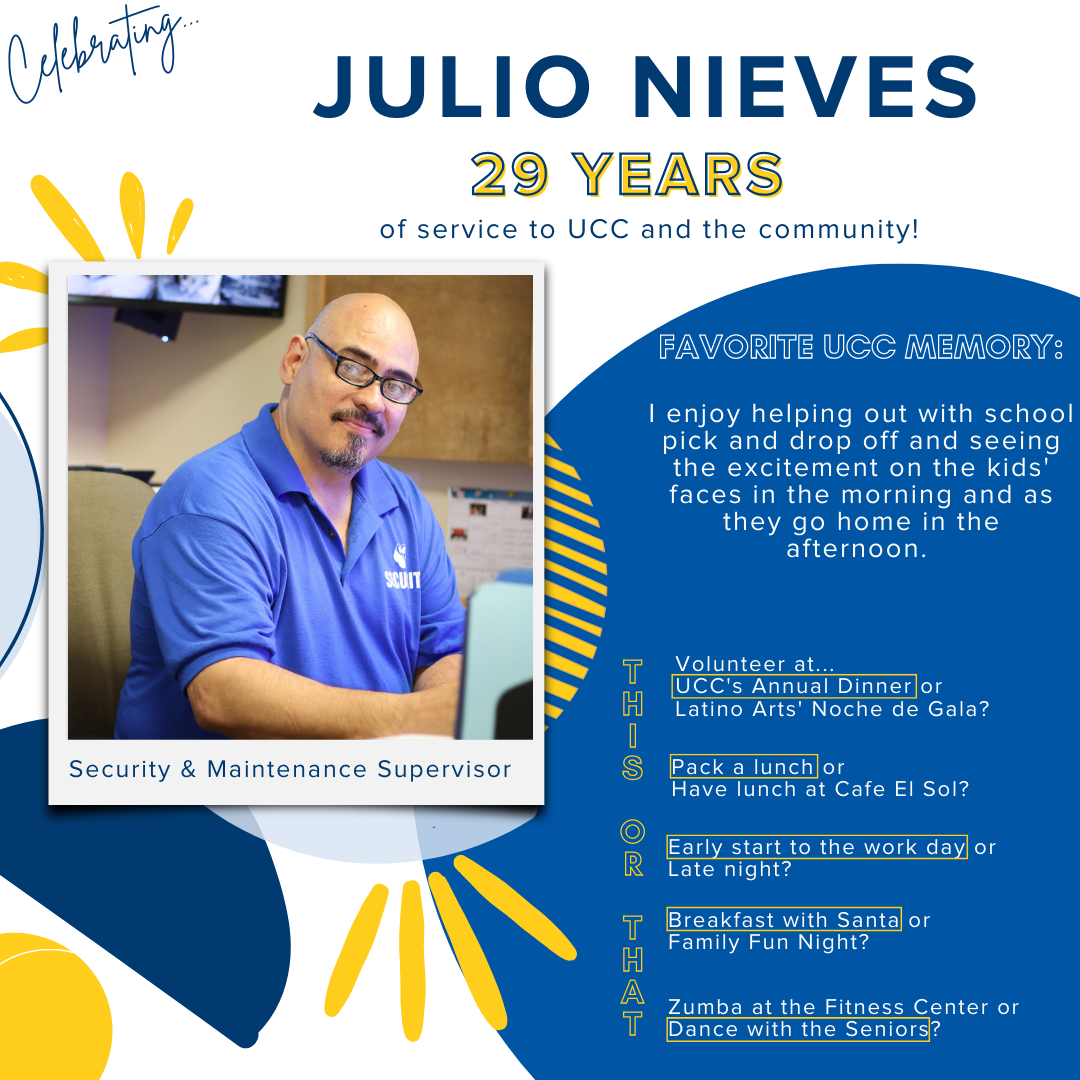 Celebrating...
JULIO NIEVES
29 YEARS
of service to UCC and the community!
Security & Maintenance Supervisor
FAVORITE UCC MEMORY:
I enjoy helping out with school
pick and drop off and seeing
the excitement on the kids'
faces in the morning and as
they go home in the
afternoon.
THIS OR THAT
Volunteer at...
UCC's Annual Dinner or
Latino Arts' Noche de Gala?
Pack a lunch or
Have lunch at Cafe El Sol?
Early start to the work day or
Late night?
Breakfast with Santa or
Family Fun Night?
Zumba at the Fitness Center or
Dance with the Seniors?